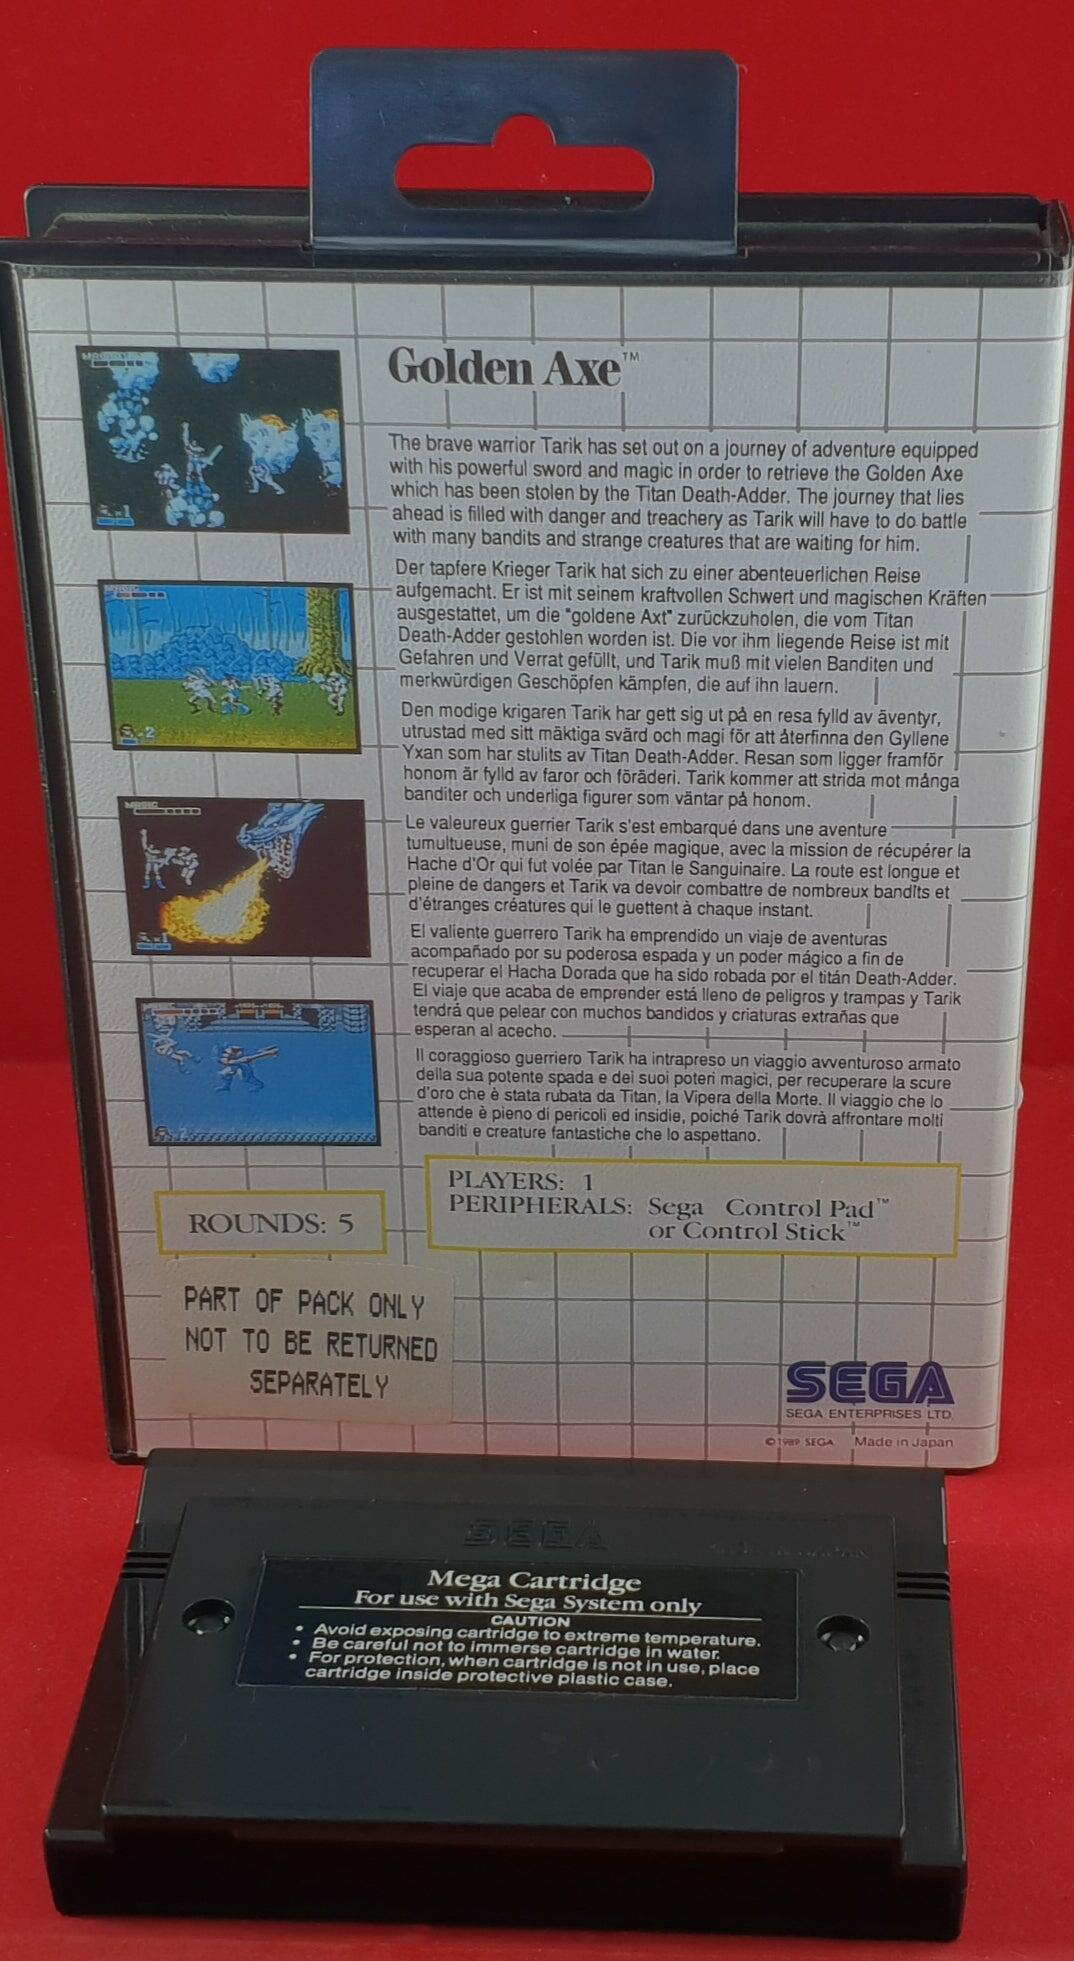 Golden Axe™
The brave warrior Tarik has set out on a journey of adventure equipped
with his powerful sword and magic in order to retrieve the Golden Axe
which has been stolen by the Titan Death-Adder. The journey that lies
ahead is filled with danger and treachery as Tarik will have to do battle
with many bandits and strange creatures that are waiting for him.
Der tapfere Krieger Tarik hat sich zu einer abenteuerlichen Reise
aufgemacht. Er ist mit seinem kraftvollen Schwert und magischen Kräften
ausgestattet, um die "goldene Axt" zurückzuholen, die vom Titan
Death-Adder gestohlen worden ist. Die vor ihm liegende Reise ist mit
Gefahren und Verrat gefüllt, und Tarik muß mit vielen Banditen und
merkwürdigen Geschöpfen kämpfen, die auf ihn lauern.
Den modige krigaren Tarik har gett sig ut på en resa fylld av äventyr,
utrustad med sitt mäktiga svärd och magi för att återfinna den Gyllene
Yxan som har stulits av Titan Death-Adder. Resan som ligger framför
honom är fylld av faror och föräderi. Tarik kommer att strida mot många
banditer och underliga figurer som väntar på honom.
Le valeureux guerrier Tarik s'est embarqué dans une aventure
tumultueuse, muni de son épée magique, avec la mission de récupérer la
Hache d'Or qui fut volée par Titan le Sanguinaire. La route est longue et
pleine de dangers et Tarik va devoir combattre de nombreux bandits et
d'étranges créatures qui le guettent à chaque instant.
El valiente guerrero Tarik ha emprendido un viaje de aventuras
acompañado por su poderosa espada y un poder mágico a fin de
recuperar el Hacha Dorada que ha sido robada por el titán Death-Adder.
El viaje que acaba de emprender está lleno de peligros y trampas y Tarik
tendrá que pelear con muchos bandidos y criaturas extrañas que
esperan al acecho.
Il coraggioso guerriero Tarik ha intrapreso un viaggio avventuroso armato
della sua potente spada e dei suoi poteri magici, per recuperare la scure
d'oro che è stata rubata da Titan, la Vipera della Morte. Il viaggio che lo
attende è pieno di pericoli ed insidie, poiché Tarik dovrà affrontare molti
banditi e creature fantastiche che lo aspettano.
PLAYERS: 1
PERIPHERALS: Sega Control Pad™
or Control Stick™
ROUNDS: 5
PART OF PACK ONLY
NOT TO BE RETURNED
SEPARATELY
SEGA
SEGA ENTERPRISES LTD.
©1989 SEGA Made in Japan
SEGA
Mega Cartridge
For use with Sega System only
CAUTION
• Avoid exposing cartridge to extreme temperature.
• Be careful not to immerse cartridge in water.
• For protection, when cartridge is not in use, place
cartridge inside protective plastic case.